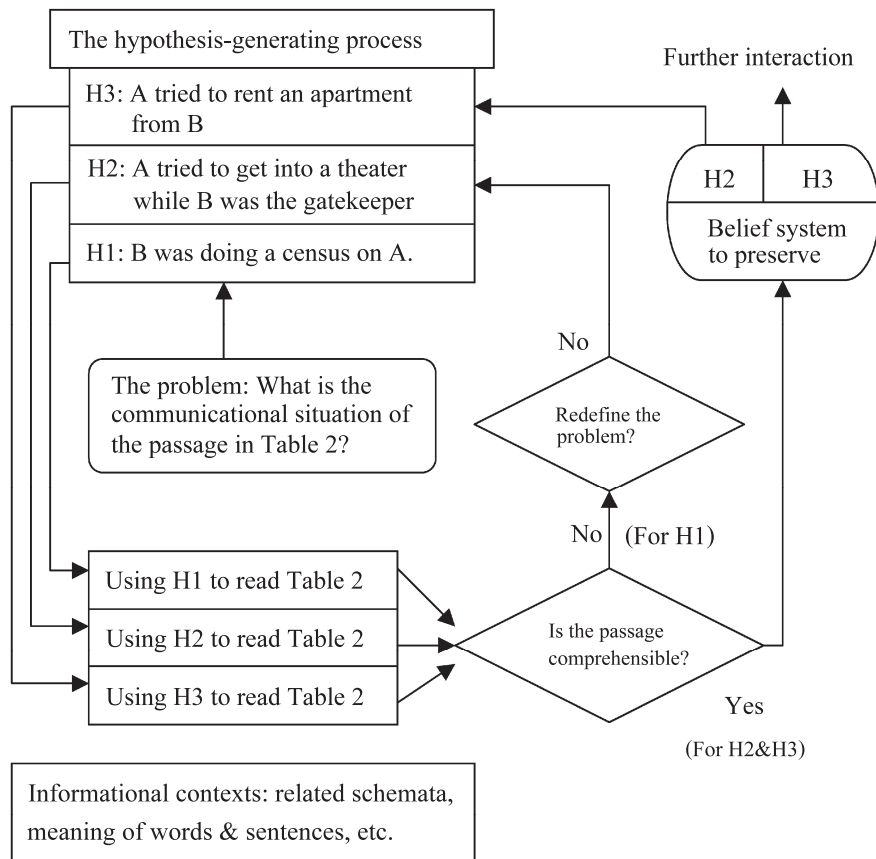 The hypothesis-generating process
H3: A tried to rent an apartment
from B
H2: A tried to get into a theater
while B was the gatekeeper
H1: B was doing a census on A.
Further interaction
H2
H3
Belief system
to preserve
The problem: What is the
communicational situation of
the passage in Table 2?
No
Redefine the
problem?
No
(For H1)
Using H1 to read Table 2
Using H2 to read Table 2
Using H3 to read Table 2
Is the passage
comprehensible?
Yes
(For H2&H3)
Informational contexts: related schemata,
meaning of words & sentences, etc.